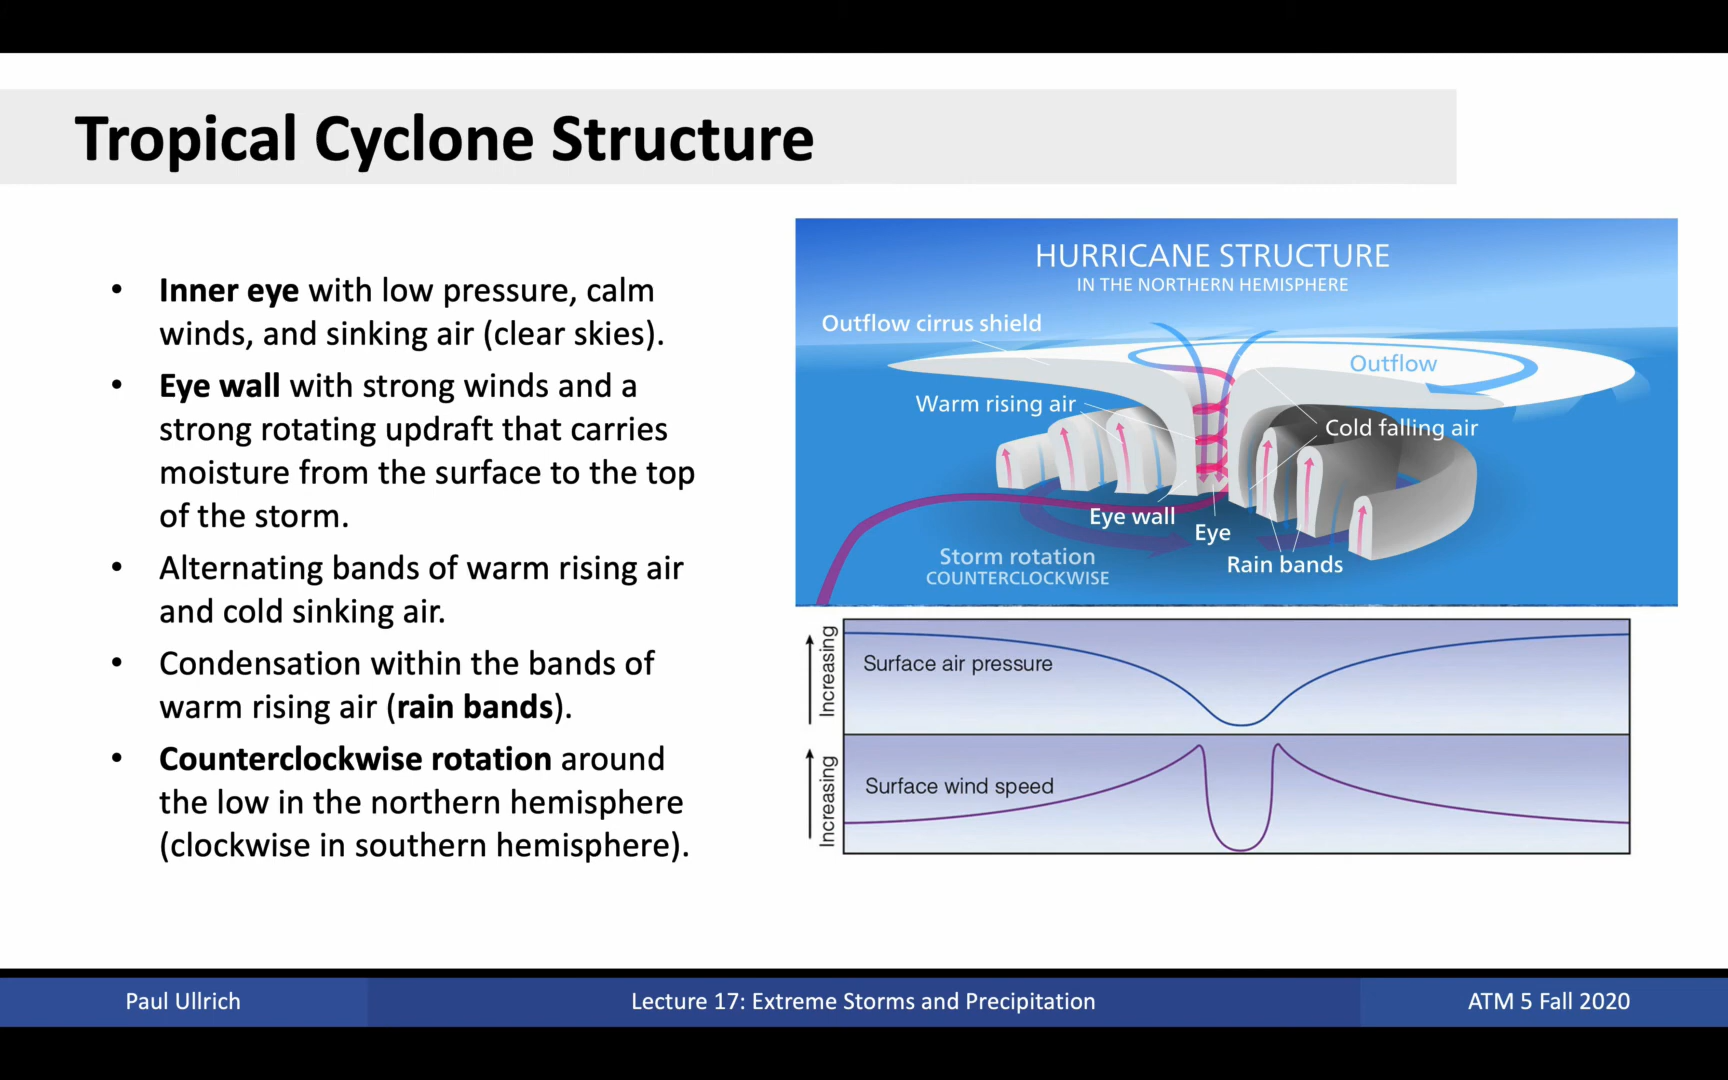 Tropical Cyclone Structure
• Inner eye with low pressure, calm
winds, and sinking air (clear skies).
• Eye wall with strong winds and a
strong rotating updraft that carries
moisture from the surface to the top
of the storm.
• Alternating bands of warm rising air
and cold sinking air.
• Condensation within the bands of
warm rising air (rain bands).
• Counterclockwise rotation around
the low in the northern hemisphere
(clockwise in southern hemisphere).
HURRICANE STRUCTURE
IN THE NORTHERN HEMISPHERE
Outflow cirrus shield
Outflow
Warm rising air
Cold falling air
Eye wall
Eye
Storm rotation
COUNTERCLOCKWISE
Rain bands
Increasing
Surface air pressure
Increasing
Surface wind speed
Paul Ullrich
Lecture 17: Extreme Storms and Precipitation
ATM 5 Fall 2020